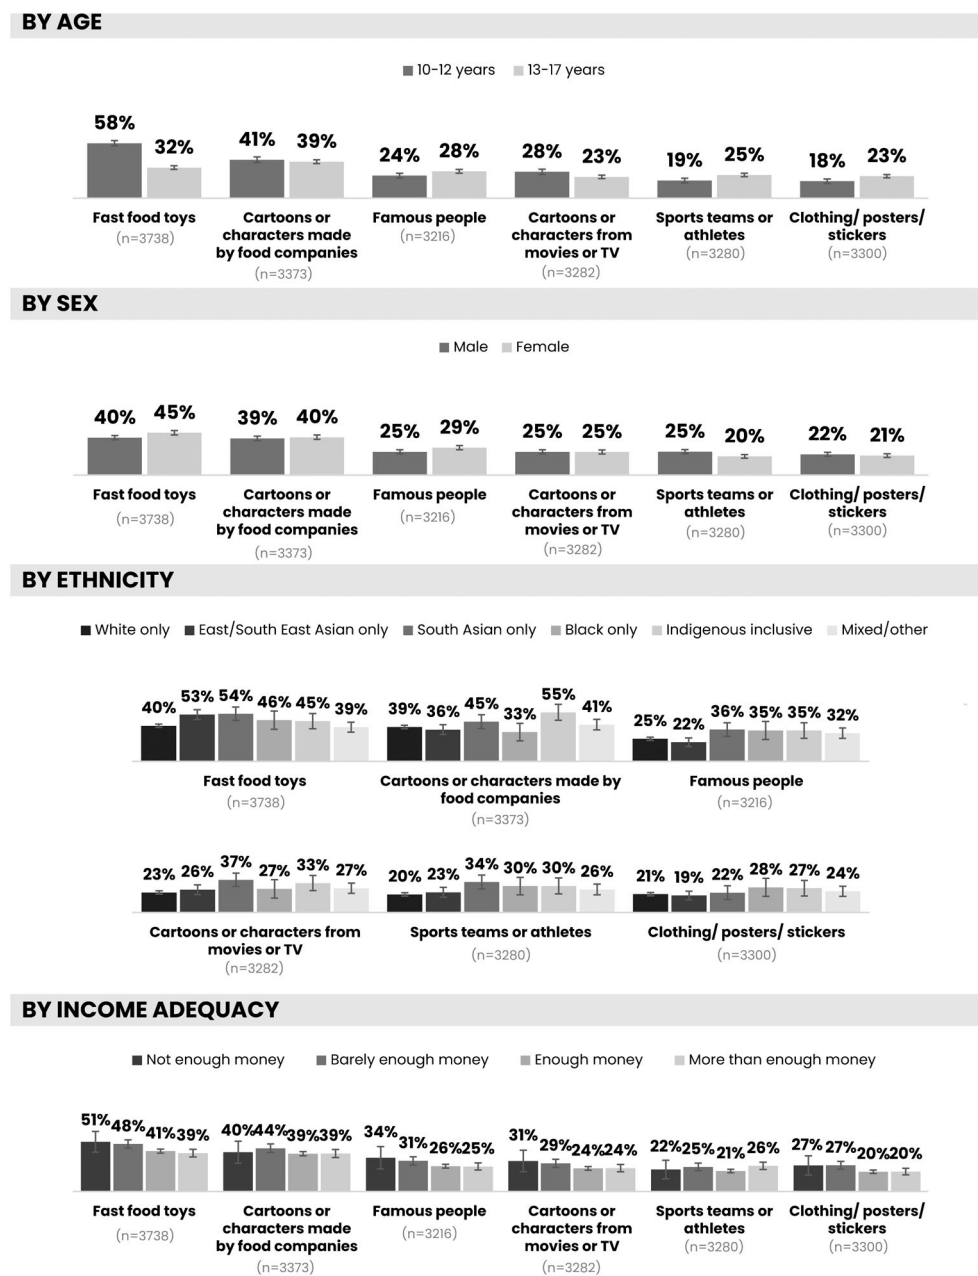 BY AGE
10-12 years 13-17 years
58% 32% 41% 39% 24% 28% 28% 23% 19% 25% 18% 23%
Fast food toys
(n=3738)
Cartoons or
characters made
by food companies
(n=3373)
Famous people
(n=3216)
Cartoons or
characters from
movies or TV
(n=3282)
Sports teams or
athletes
(n=3280)
Clothing/ posters/
stickers
(n=3300)
BY SEX
Male Female
40% 45% 39% 40% 25% 29% 25% 25% 25% 20% 22% 21%
Fast food toys
(n=3738)
Cartoons or
characters made
by food companies
(n=3373)
Famous people
(n=3216)
Cartoons or
characters from
movies or TV
(n=3282)
Sports teams or
athletes
(n=3280)
Clothing/ posters/
stickers
(n=3300)
BY ETHNICITY
White only East/South East Asian only South Asian only Black only Indigenous inclusive Mixed/other
40% 53% 54% 46% 45% 39% 39% 36% 45% 33% 55% 41% 25% 22% 36% 35% 35% 32%
Fast food toys
(n=3738)
Cartoons or characters made by
food companies
(n=3373)
Famous people
(n=3216)
23% 26% 37% 27% 33% 27% 20% 23% 34% 30% 30% 26% 21% 19% 22% 28% 27% 24%
Cartoons or characters from
movies or TV
(n=3282)
Sports teams or athletes
(n=3280)
Clothing/ posters/ stickers
(n=3300)
BY INCOME ADEQUACY
Not enough money Barely enough money Enough money More than enough money
51% 48% 41% 39% 40% 44% 39% 39% 34% 31% 26% 25% 31% 29% 24% 24% 22% 25% 21% 26% 27% 27% 20% 20%
Fast food toys
(n=3738)
Cartoons or
characters made
by food companies
(n=3373)
Famous people
(n=3216)
Cartoons or
characters from
movies or TV
(n=3282)
Sports teams or
athletes
(n=3280)
Clothing/ posters/
stickers
(n=3300)